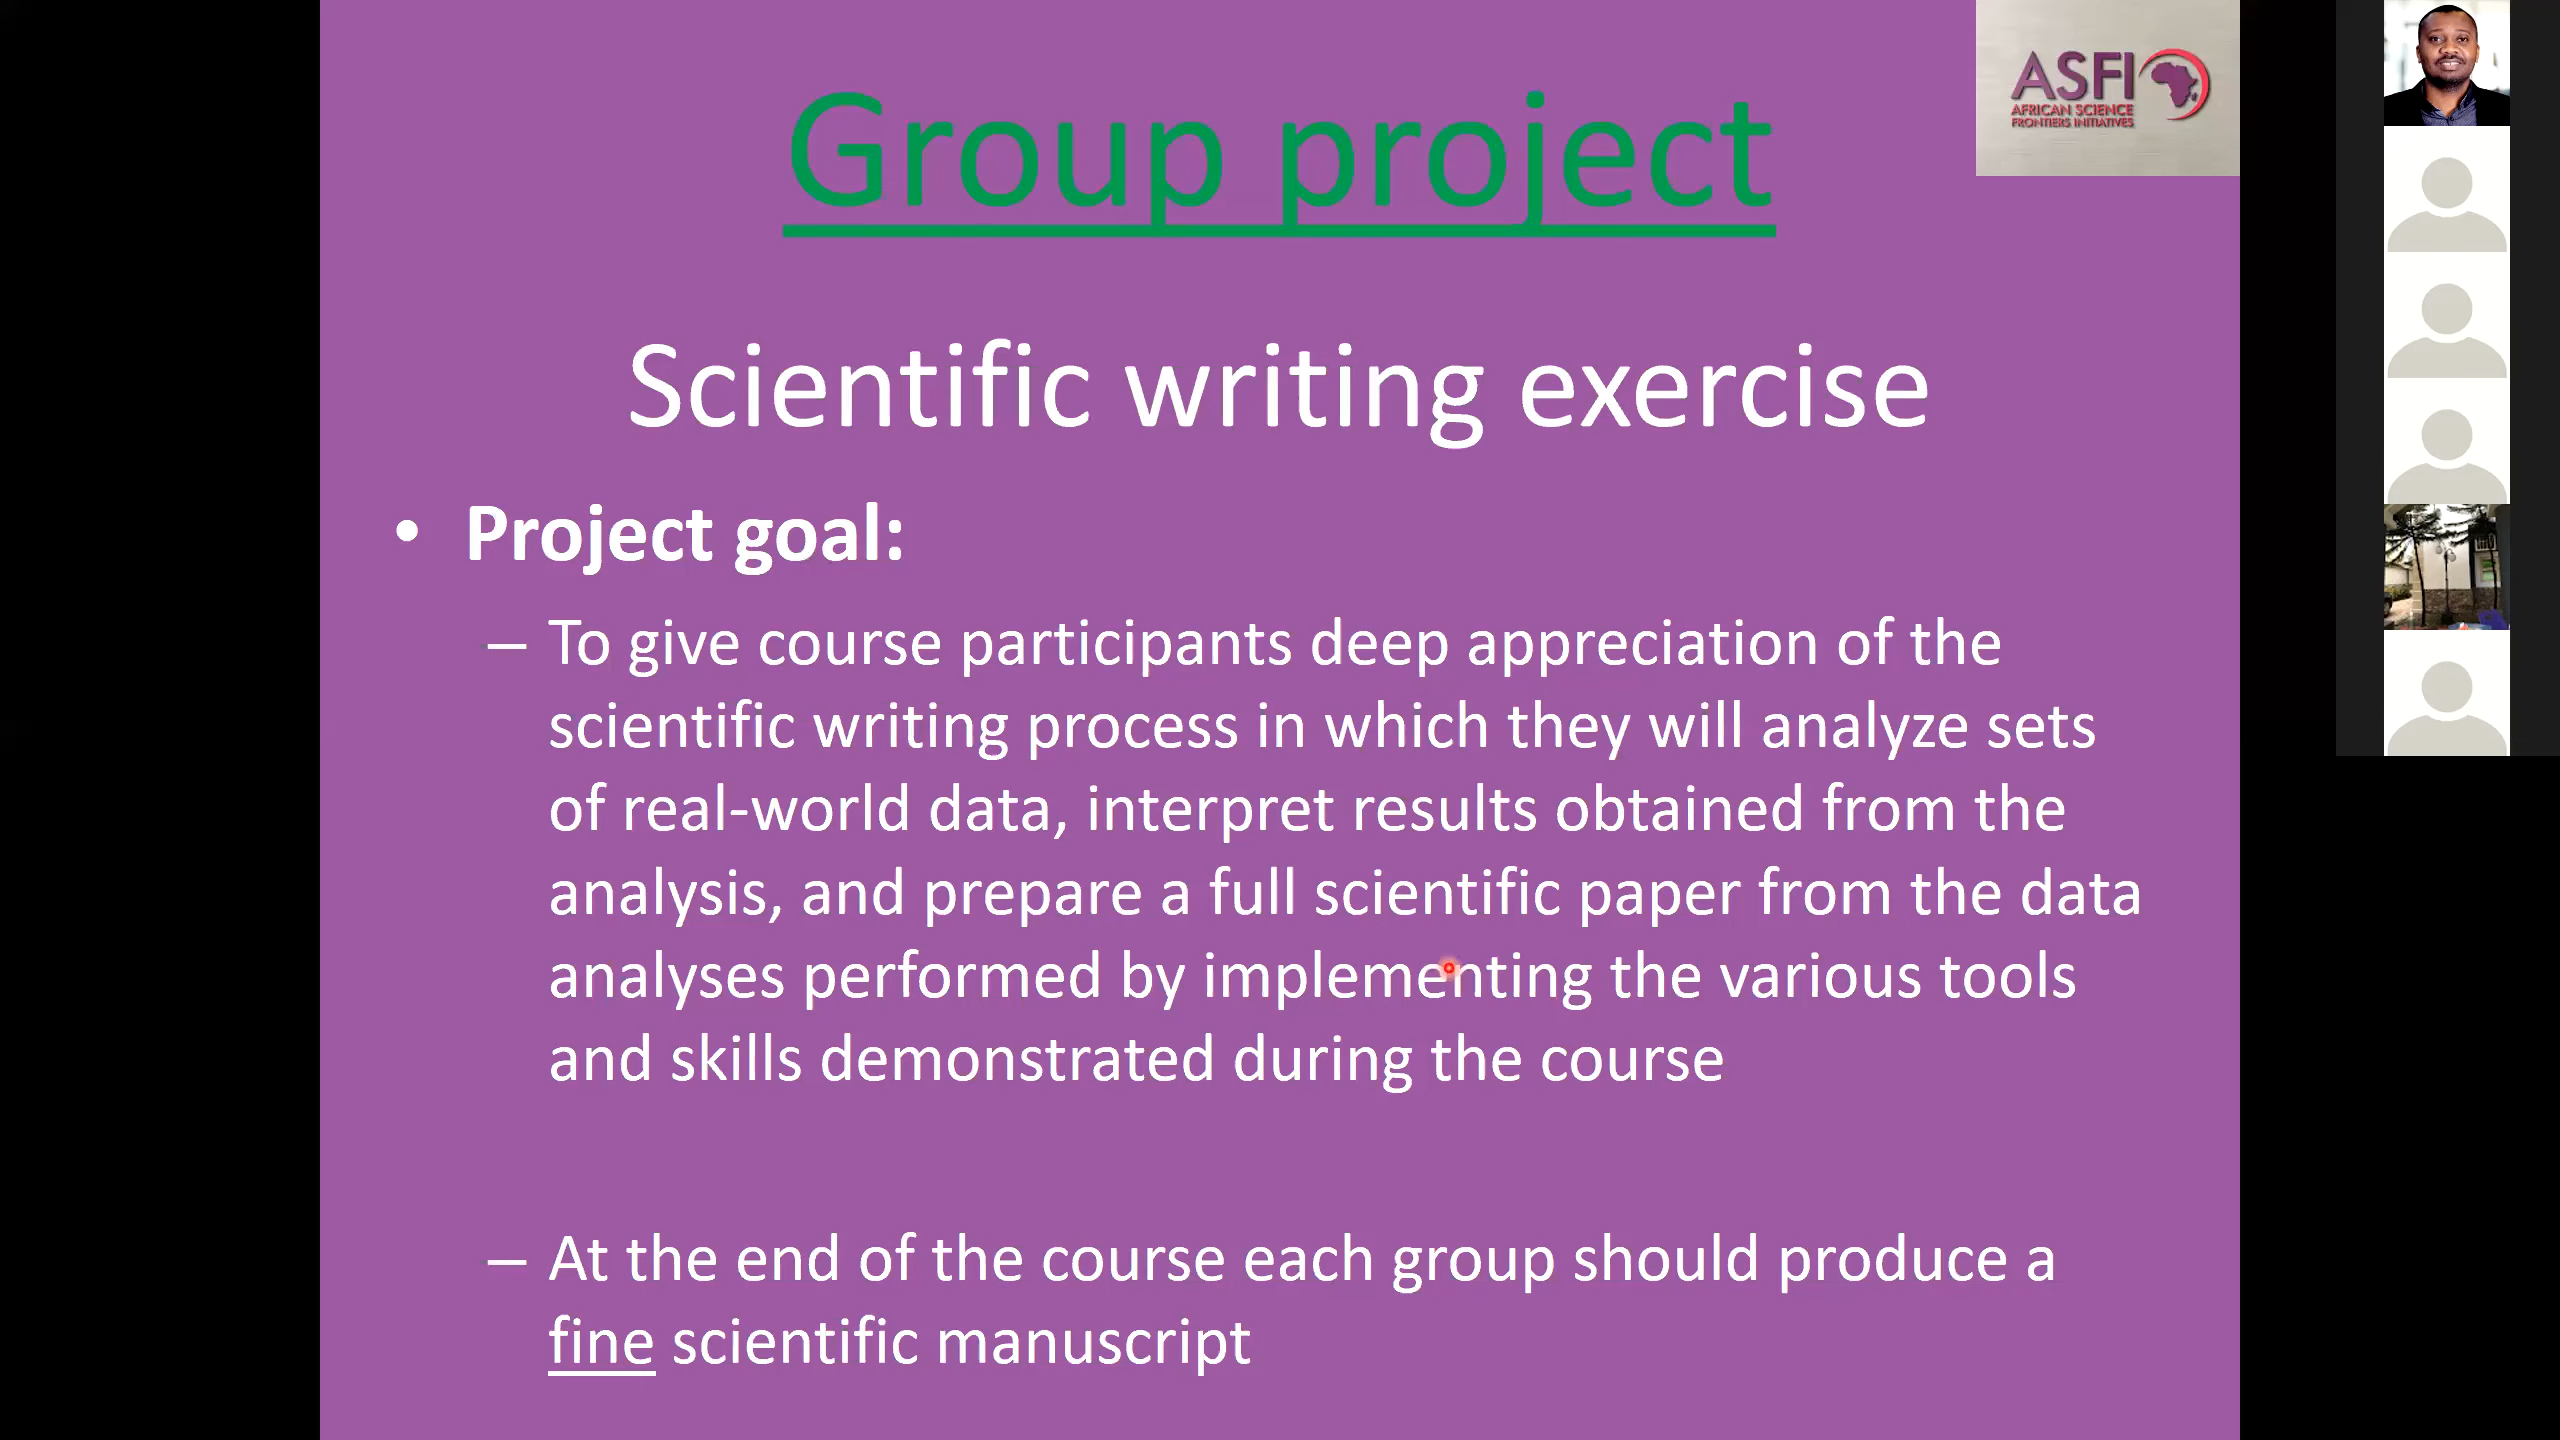 Group project
ASFI
AFRICAN SCIENCE
FRONTIERS INITIATIVES
Scientific writing exercise
• Project goal:
– To give course participants deep appreciation of the
scientific writing process in which they will analyze sets
of real-world data, interpret results obtained from the
analysis, and prepare a full scientific paper from the data
analyses performed by implementing the various tools
and skills demonstrated during the course
– At the end of the course each group should produce a
fine scientific manuscript